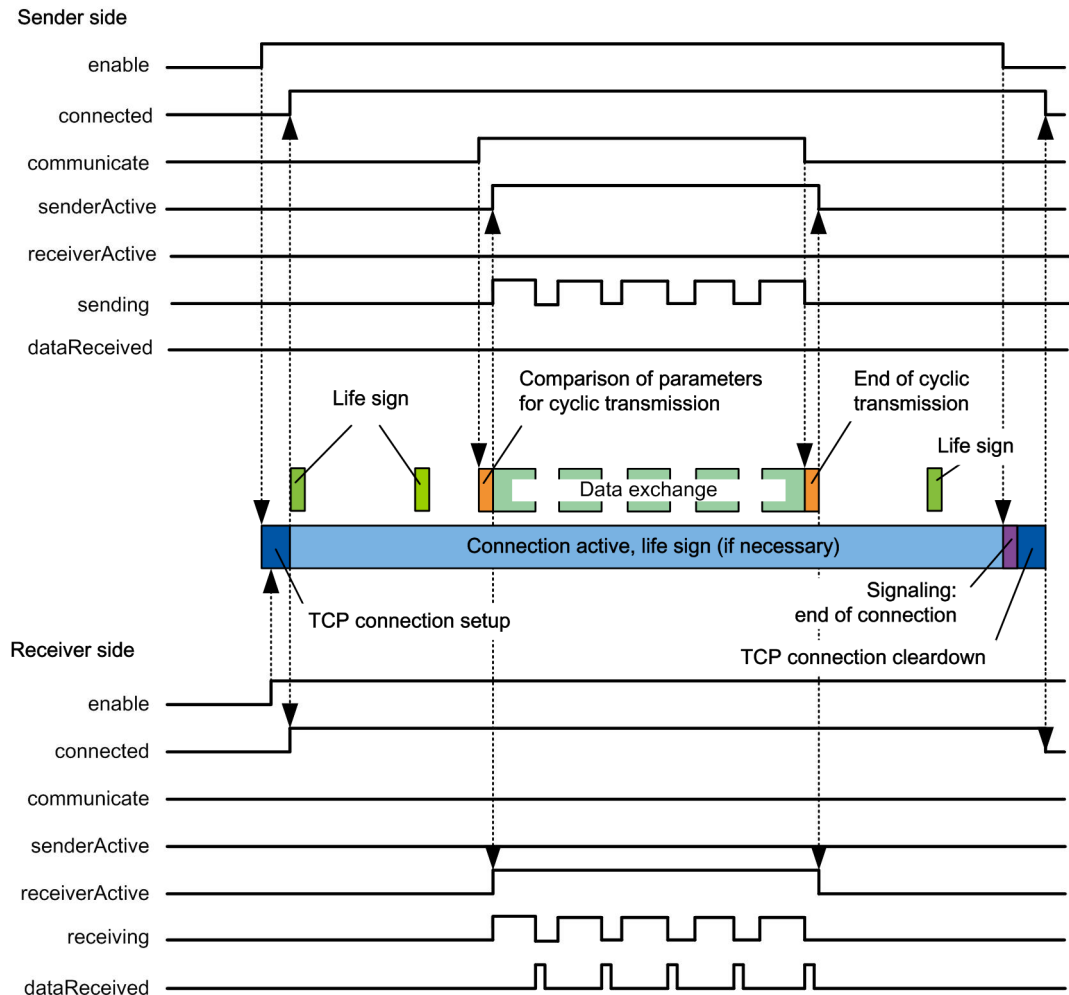 Sender side
enable
connected
communicate
senderActive
receiverActive
sending
dataReceived
Life sign
Comparison of parameters
for cyclic transmission
End of cyclic
transmission
Life sign
Data exchange
Connection active, life sign (if necessary)
TCP connection setup
Signaling:
end of connection
TCP connection cleardown
Receiver side
enable
connected
communicate
senderActive
receiverActive
receiving
dataReceived